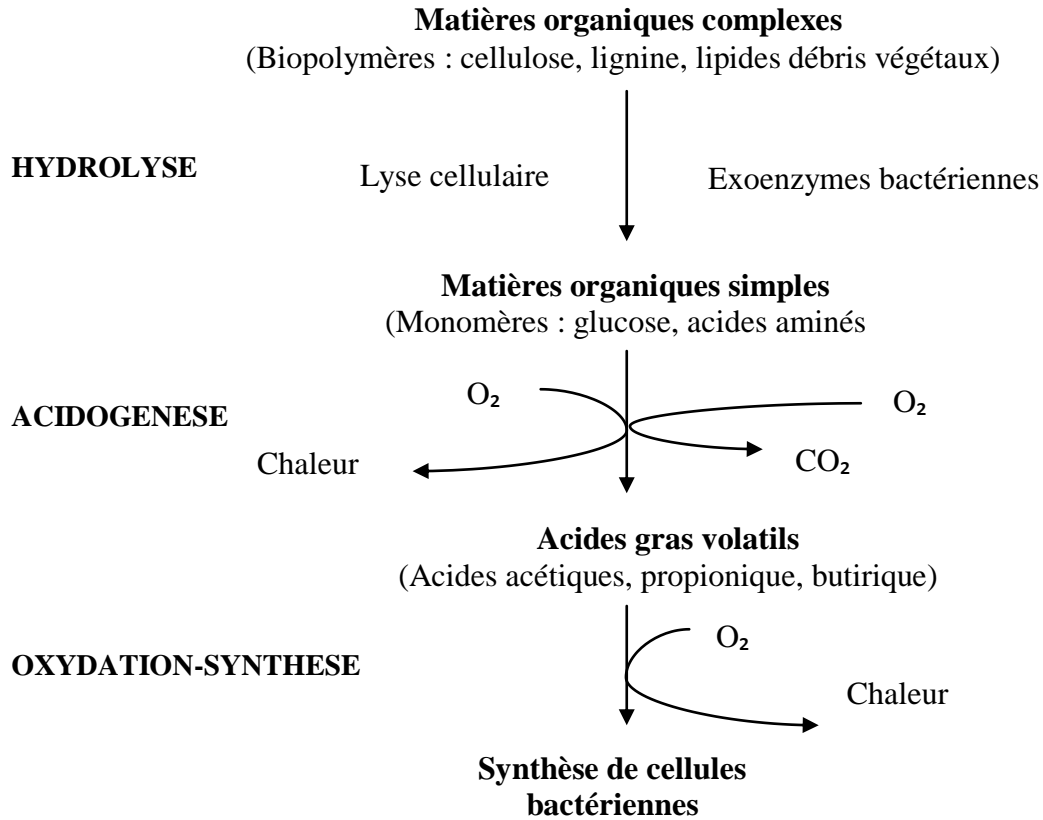 Matières organiques complexes
(Biopolymères : cellulose, lignine, lipides débris végétaux)
HYDROLYSE
Lyse cellulaire
Exoenzymes bactériennes
Matières organiques simples
(Monomères : glucose, acides aminés
O₂
O₂
ACIDOGENESE
Chaleur
CO₂
Acides gras volatils
(Acides acétiques, propionique, butirique)
O₂
OXYDATION-SYNTHESE
Chaleur
Synthèse de cellules
bactériennes